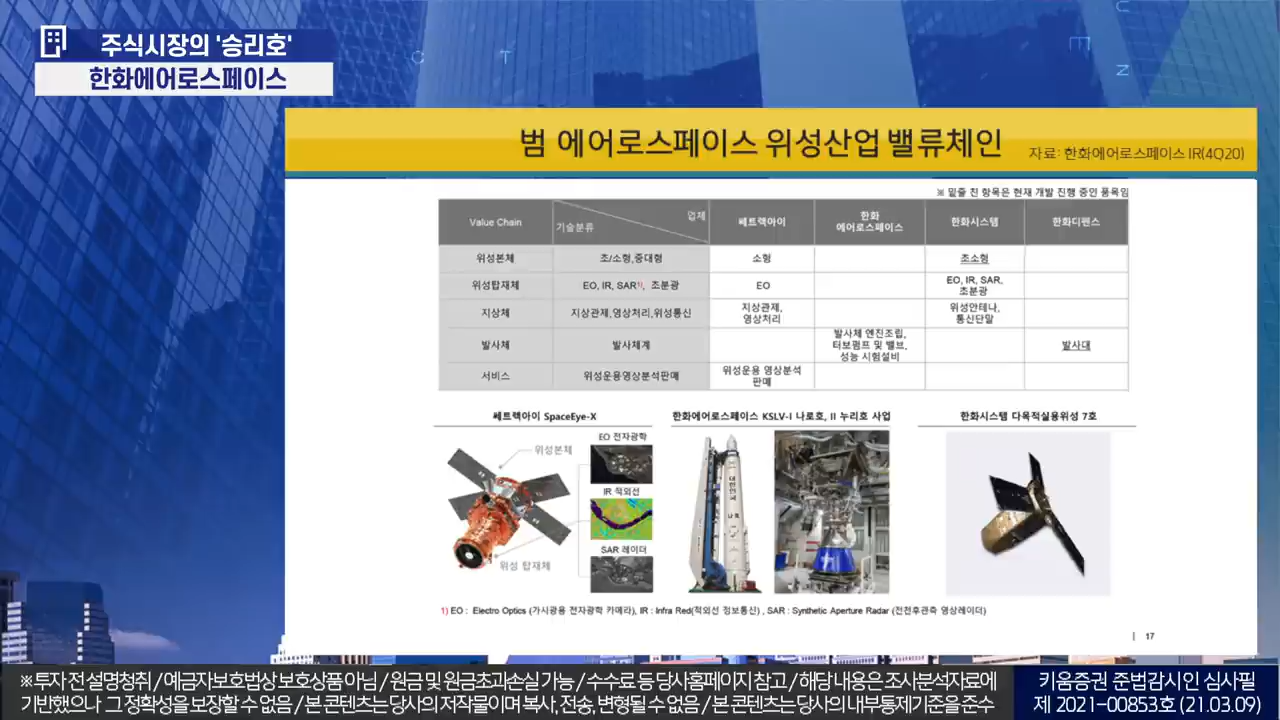 주식시장의 '승리호'
한화에어로스페이스
범 에어로스페이스 위성산업 밸류체인
자료: 한화에어로스페이스 IR(4Q20)
※ 밑줄 친 항목은 현재 개발 진행 중인 품목임
Value Chain
업체
기술분류
쎄트렉아이
한화
에어로스페이스
한화시스템
한화디펜스
위성본체
초/소형,중대형
소형
초소형
위성탑재체
EO, IR, SAR¹⁾, 초분광
EO
EO, IR, SAR,
초분광
지상체
지상관제,영상처리,위성통신
지상관제,
영상처리
위성안테나,
통신단말
발사체
발사체계
발사체 엔진조립,
터보펌프 및 밸브,
성능 시험설비
발사대
서비스
위성운용영상분석판매
위성운용 영상분석
판매
쎄트렉아이 SpaceEye-X
한화에어로스페이스 KSLV-I 나로호, II 누리호 사업
한화시스템 다목적실용위성 7호
위성본체
EO 전자광학
IR 적외선
SAR 레이더
위성 탑재체
대한민국
나로
1) EO : Electro Optics (가시광용 전자광학 카메라), IR : Infra Red(적외선 정보통신) , SAR : Synthetic Aperture Radar (전천후관측 영상레이더)
17
※ 투자 전 설명청취 / 예금자보호법상 보호상품 아님 / 원금 및 원금초과손실 가능 / 수수료 등 당사홈페이지 참고 / 해당 내용은 조사분석자료에
기반했으나 그 정확성을 보장할 수 없음 / 본 콘텐츠는 당사의 저작물이며 복사, 전송, 변형될 수 없음 / 본 콘텐츠는 당사의 내부통제기준을 준수
키움증권 준법감시인 심사필
제 2021-00853호 (21.03.09)